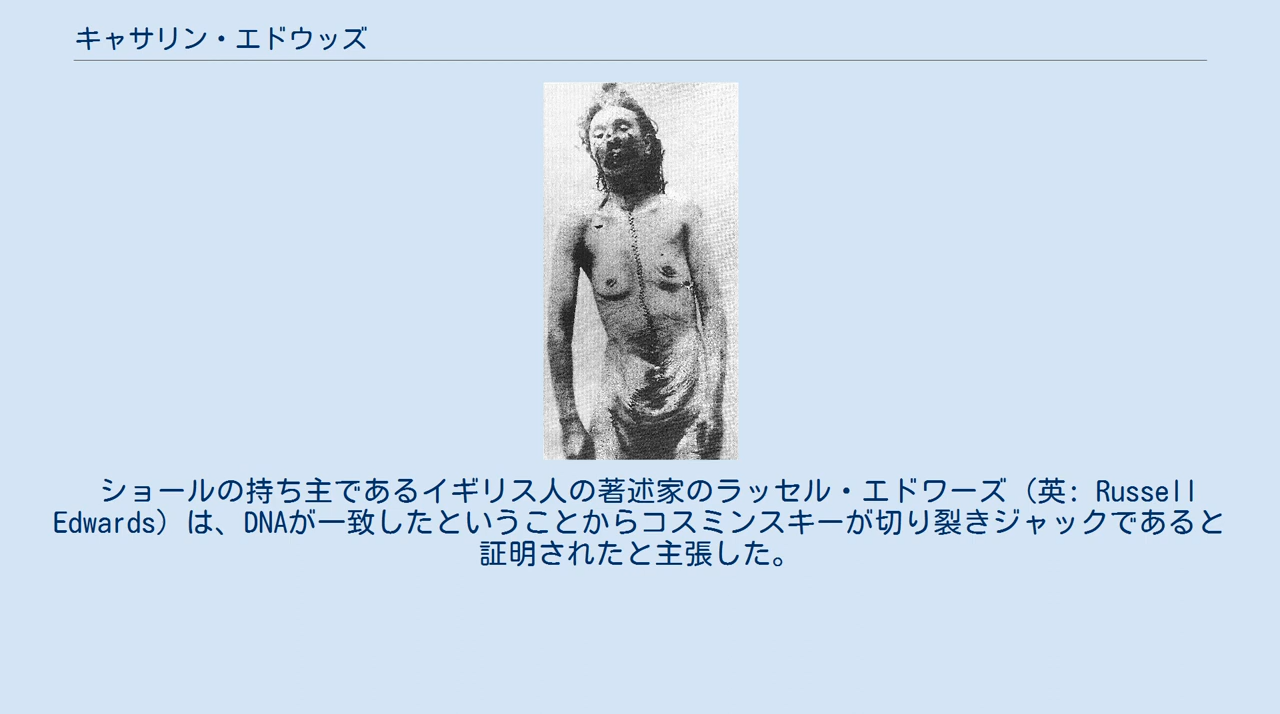 キャサリン・エドウッズ
ショールの持ち主であるイギリス人の著述家のラッセル・エドワーズ（英: Russell
Edwards）は、DNAが一致したということからコスミンスキーが切り裂きジャックであると
証明されたと主張した。